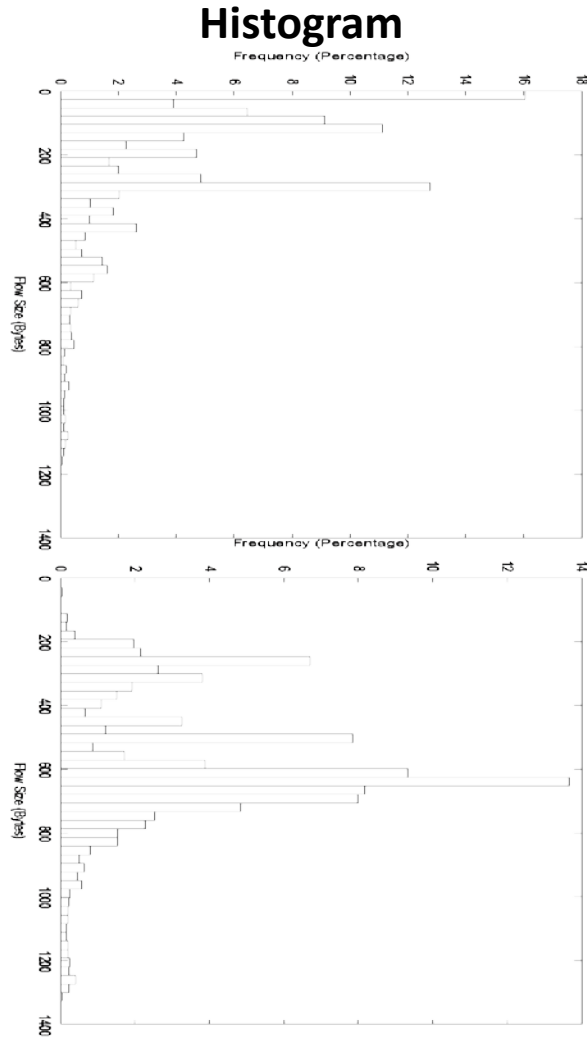 Histogram
Frequency (Percentage)
0 2 4 6 8 10 12 14 16 18
0
200
400
600
800
1000
1200
1400
Flow Size (Bytes)
Frequency (Percentage)
0 2 4 6 8 10 12 14
0
200
400
600
800
1000
1200
1400
Flow Size (Bytes)